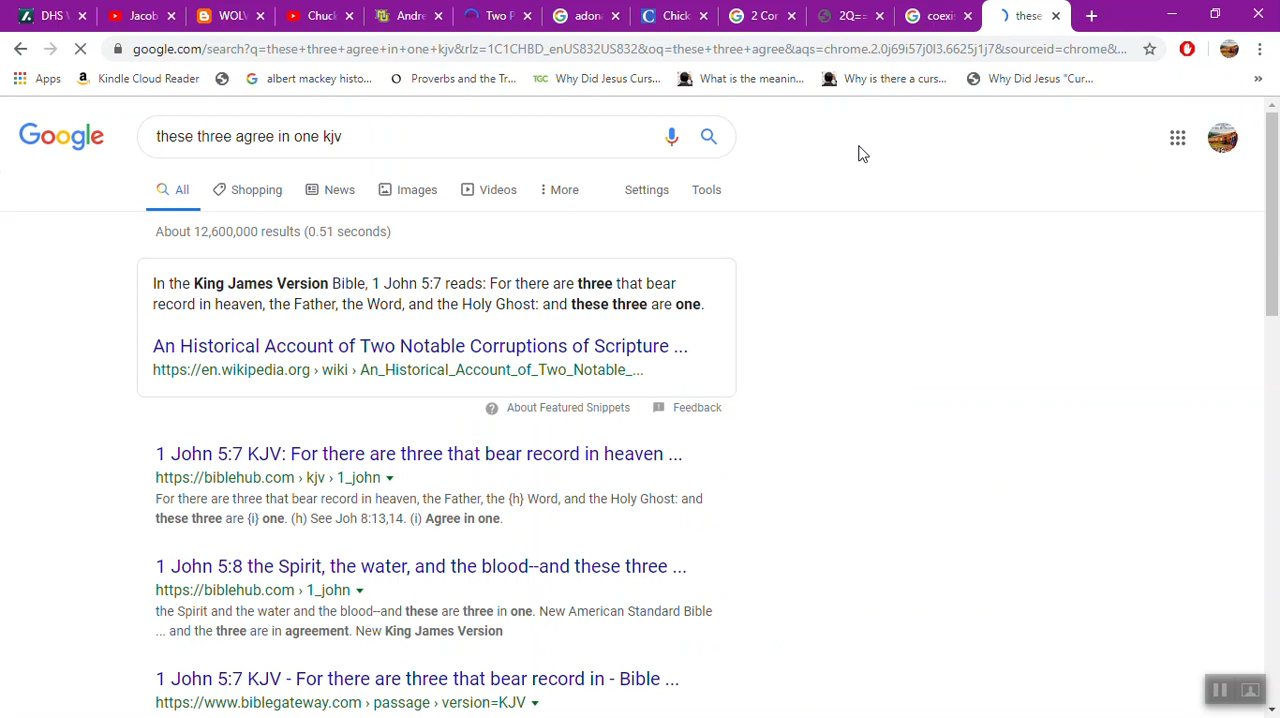 DHS W
Jacob
WOLV
Chuck
Andre
Two P
adona
Chick
2 Cor
2Q==
coexis
these
google.com/search?q=these+three+agree+in+one+kjv&rlz=1C1CHBD_enUS832US832&oq=these+three+agree&aqs=chrome.2.0j69i57j0l3.6625j1j7&sourceid=chrome&...
Apps
Kindle Cloud Reader
albert mackey histo...
Proverbs and the Tr...
TGC Why Did Jesus Curs...
What is the meanin...
Why is there a curs...
Why Did Jesus "Cur...
»
Google
these three agree in one kjv
All
Shopping
News
Images
Videos
More
Settings
Tools
About 12,600,000 results (0.51 seconds)
In the King James Version Bible, 1 John 5:7 reads: For there are three that bear
record in heaven, the Father, the Word, and the Holy Ghost: and these three are one.
An Historical Account of Two Notable Corruptions of Scripture ...
https://en.wikipedia.org › wiki › An_Historical_Account_of_Two_Notable_...
About Featured Snippets
Feedback
1 John 5:7 KJV: For there are three that bear record in heaven ...
https://biblehub.com › kjv › 1_john
For there are three that bear record in heaven, the Father, the {h} Word, and the Holy Ghost: and
these three are {i} one. (h) See Joh 8:13,14. (i) Agree in one.
1 John 5:8 the Spirit, the water, and the blood--and these three ...
https://biblehub.com › 1_john
the Spirit and the water and the blood--and these are three in one. New American Standard Bible
... and the three are in agreement. New King James Version
1 John 5:7 KJV - For there are three that bear record in - Bible ...
https://www.biblegateway.com › passage › version=KJV